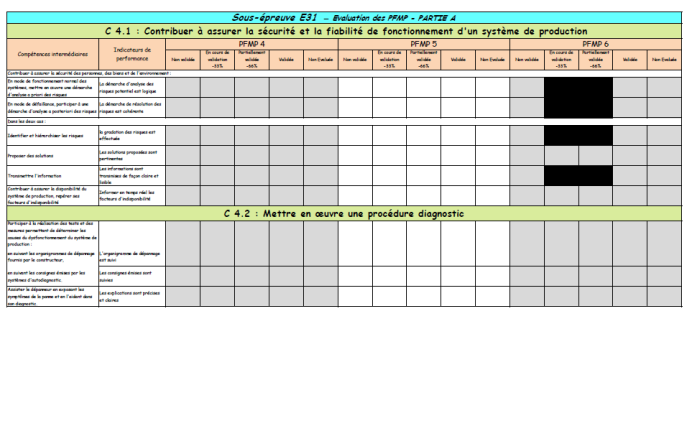 Sous-épreuve E31 – Evaluation des PFMP - PARTIE A
C 4.1 : Contribuer à assurer la sécurité et la fiabilité de fonctionnement d'un système de production
Compétences intermédiaires
Indicateurs de performance
PFMP 4
PFMP 5
PFMP 6
Non validée
En cours de validation -33%
Partiellement validée -66%
Validée
Non Evaluée
Non validée
En cours de validation -33%
Partiellement validée -66%
Validée
Non Evaluée
Non validée
En cours de validation -33%
Partiellement validée -66%
Validée
Non Evaluée
Contribuer à assurer la sécurité des personnes, des biens et de l'environnement :
En mode de fonctionnement normal des
systèmes, mettre en œuvre une démarche
d'analyse a priori des risques
La démarche d'analyse des
risques potentiel est logique
En mode de défaillance, participer à une
démarche d'analyse a posteriori des risques
La démarche de résolution des
risques est cohérente
Dans les deux cas :
Identifier et hiérarchiser les risques
la gradation des risques est
effectuée
Proposer des solutions
Les solutions proposées sont
pertinentes
Transmettre l'information
Les informations sont
transmises de façon claire et
lisible
Contribuer à assurer la disponibilité du
système de production, repérer ses
facteurs d'indisponibilité
Informer en temps réel les
facteurs d'indisponibilité
C 4.2 : Mettre en œuvre une procédure diagnostic
Participer à la réalisation des tests et des
mesures permettant de déterminer les
causes du dysfonctionnement du système de
production :
en suivant les organigrammes de dépannage
fournis par le constructeur.
L'organigramme de dépannage
est suivi
en suivant les consignes émises par les
systèmes d'autodiagnostic.
Les consignes émises sont
suivies
Assister le dépanneur en exposant les
symptômes de la panne et en l'aidant dans
son diagnostic.
Les explications sont précises
et claires